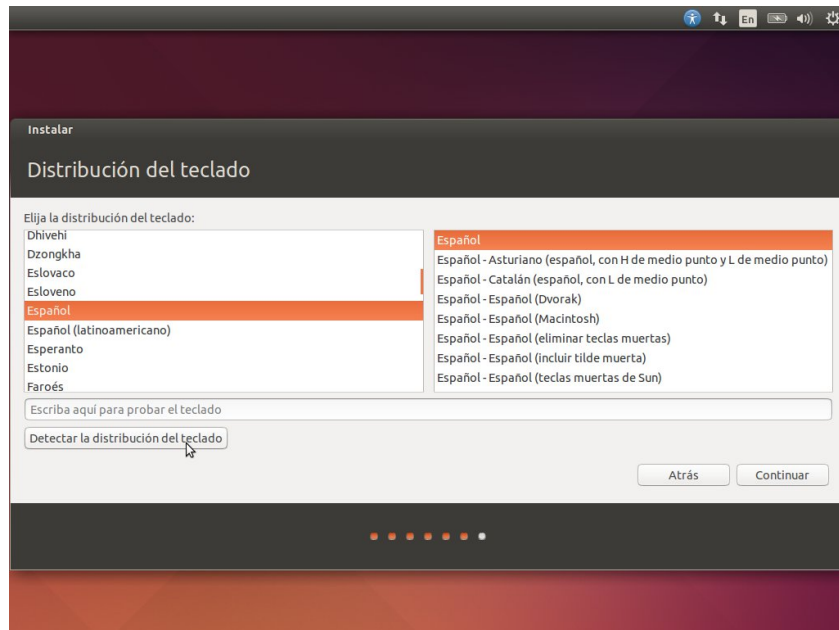 En
Instalar
Distribución del teclado
Elija la distribución del teclado:
Dhivehi
Dzongkha
Eslovaco
Esloveno
Español
Español (latinoamericano)
Esperanto
Estonio
Faroés
Español
Español - Asturiano (español, con H de medio punto y L de medio punto)
Español - Catalán (español, con L de medio punto)
Español - Español (Dvorak)
Español - Español (Macintosh)
Español - Español (eliminar teclas muertas)
Español - Español (incluir tilde muerta)
Español - Español (teclas muertas de Sun)
Escriba aquí para probar el teclado
Detectar la distribución del teclado
Atrás
Continuar